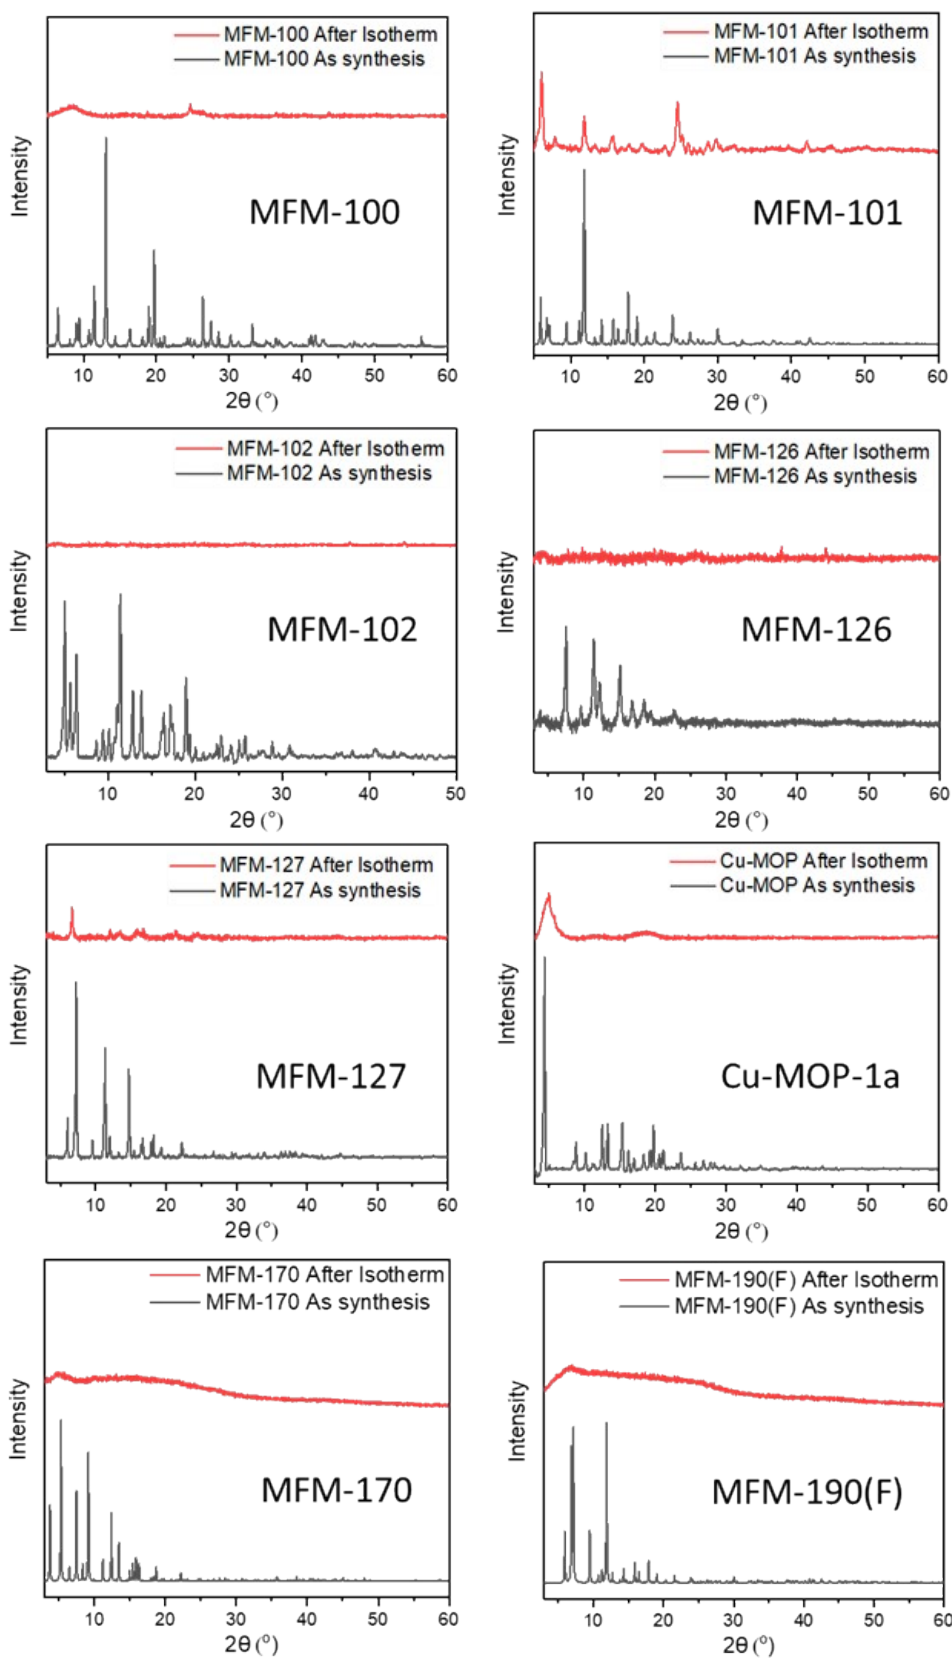 MFM-100 After Isotherm
MFM-100 As synthesis
Intensity
MFM-100
10 20 30 40 50 60
2θ (°)
MFM-101 After Isotherm
MFM-101 As synthesis
Intensity
MFM-101
10 20 30 40 50 60
2θ (°)
MFM-102 After Isotherm
MFM-102 As synthesis
Intensity
MFM-102
10 20 30 40 50
2θ (°)
MFM-126 After Isotherm
MFM-126 As synthesis
Intensity
MFM-126
10 20 30 40 50 60
2θ (°)
MFM-127 After Isotherm
MFM-127 As synthesis
Intensity
MFM-127
10 20 30 40 50 60
2θ (°)
Cu-MOP After Isotherm
Cu-MOP As synthesis
Intensity
Cu-MOP-1a
10 20 30 40 50 60
2θ (°)
MFM-170 After Isotherm
MFM-170 As synthesis
Intensity
MFM-170
10 20 30 40 50 60
2θ (°)
MFM-190(F) After Isotherm
MFM-190(F) As synthesis
Intensity
MFM-190(F)
10 20 30 40 50 60
2θ (°)